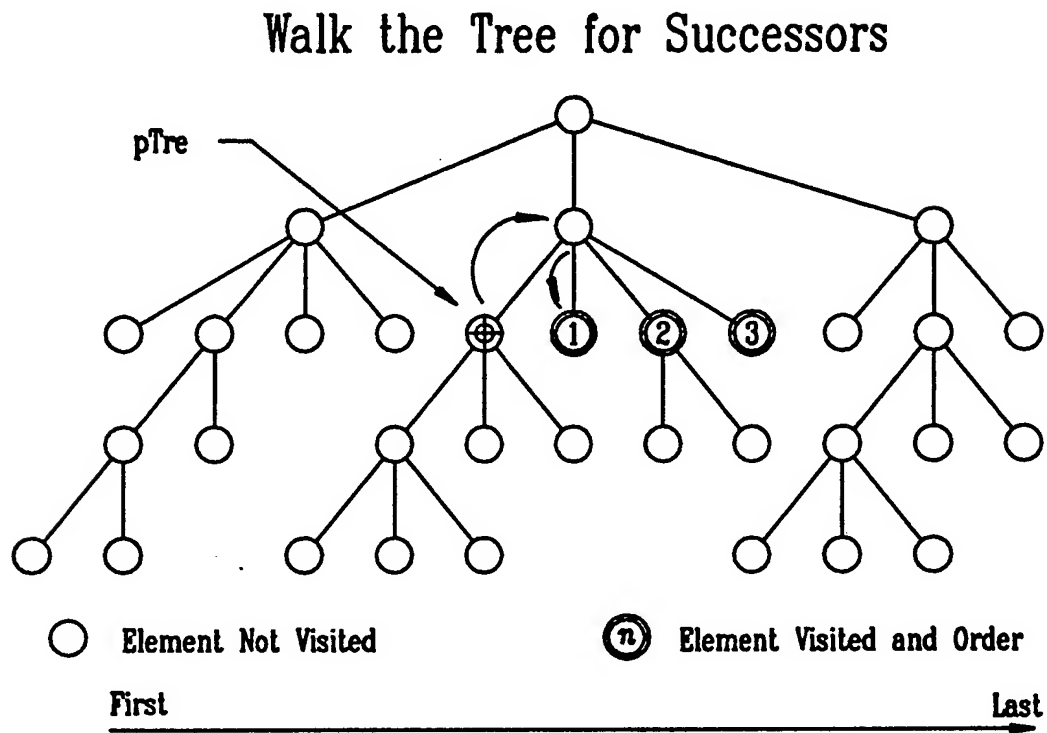 Walk the Tree for Successors
pTre
1 2 3
Element Not Visited
n Element Visited and Order
First Last